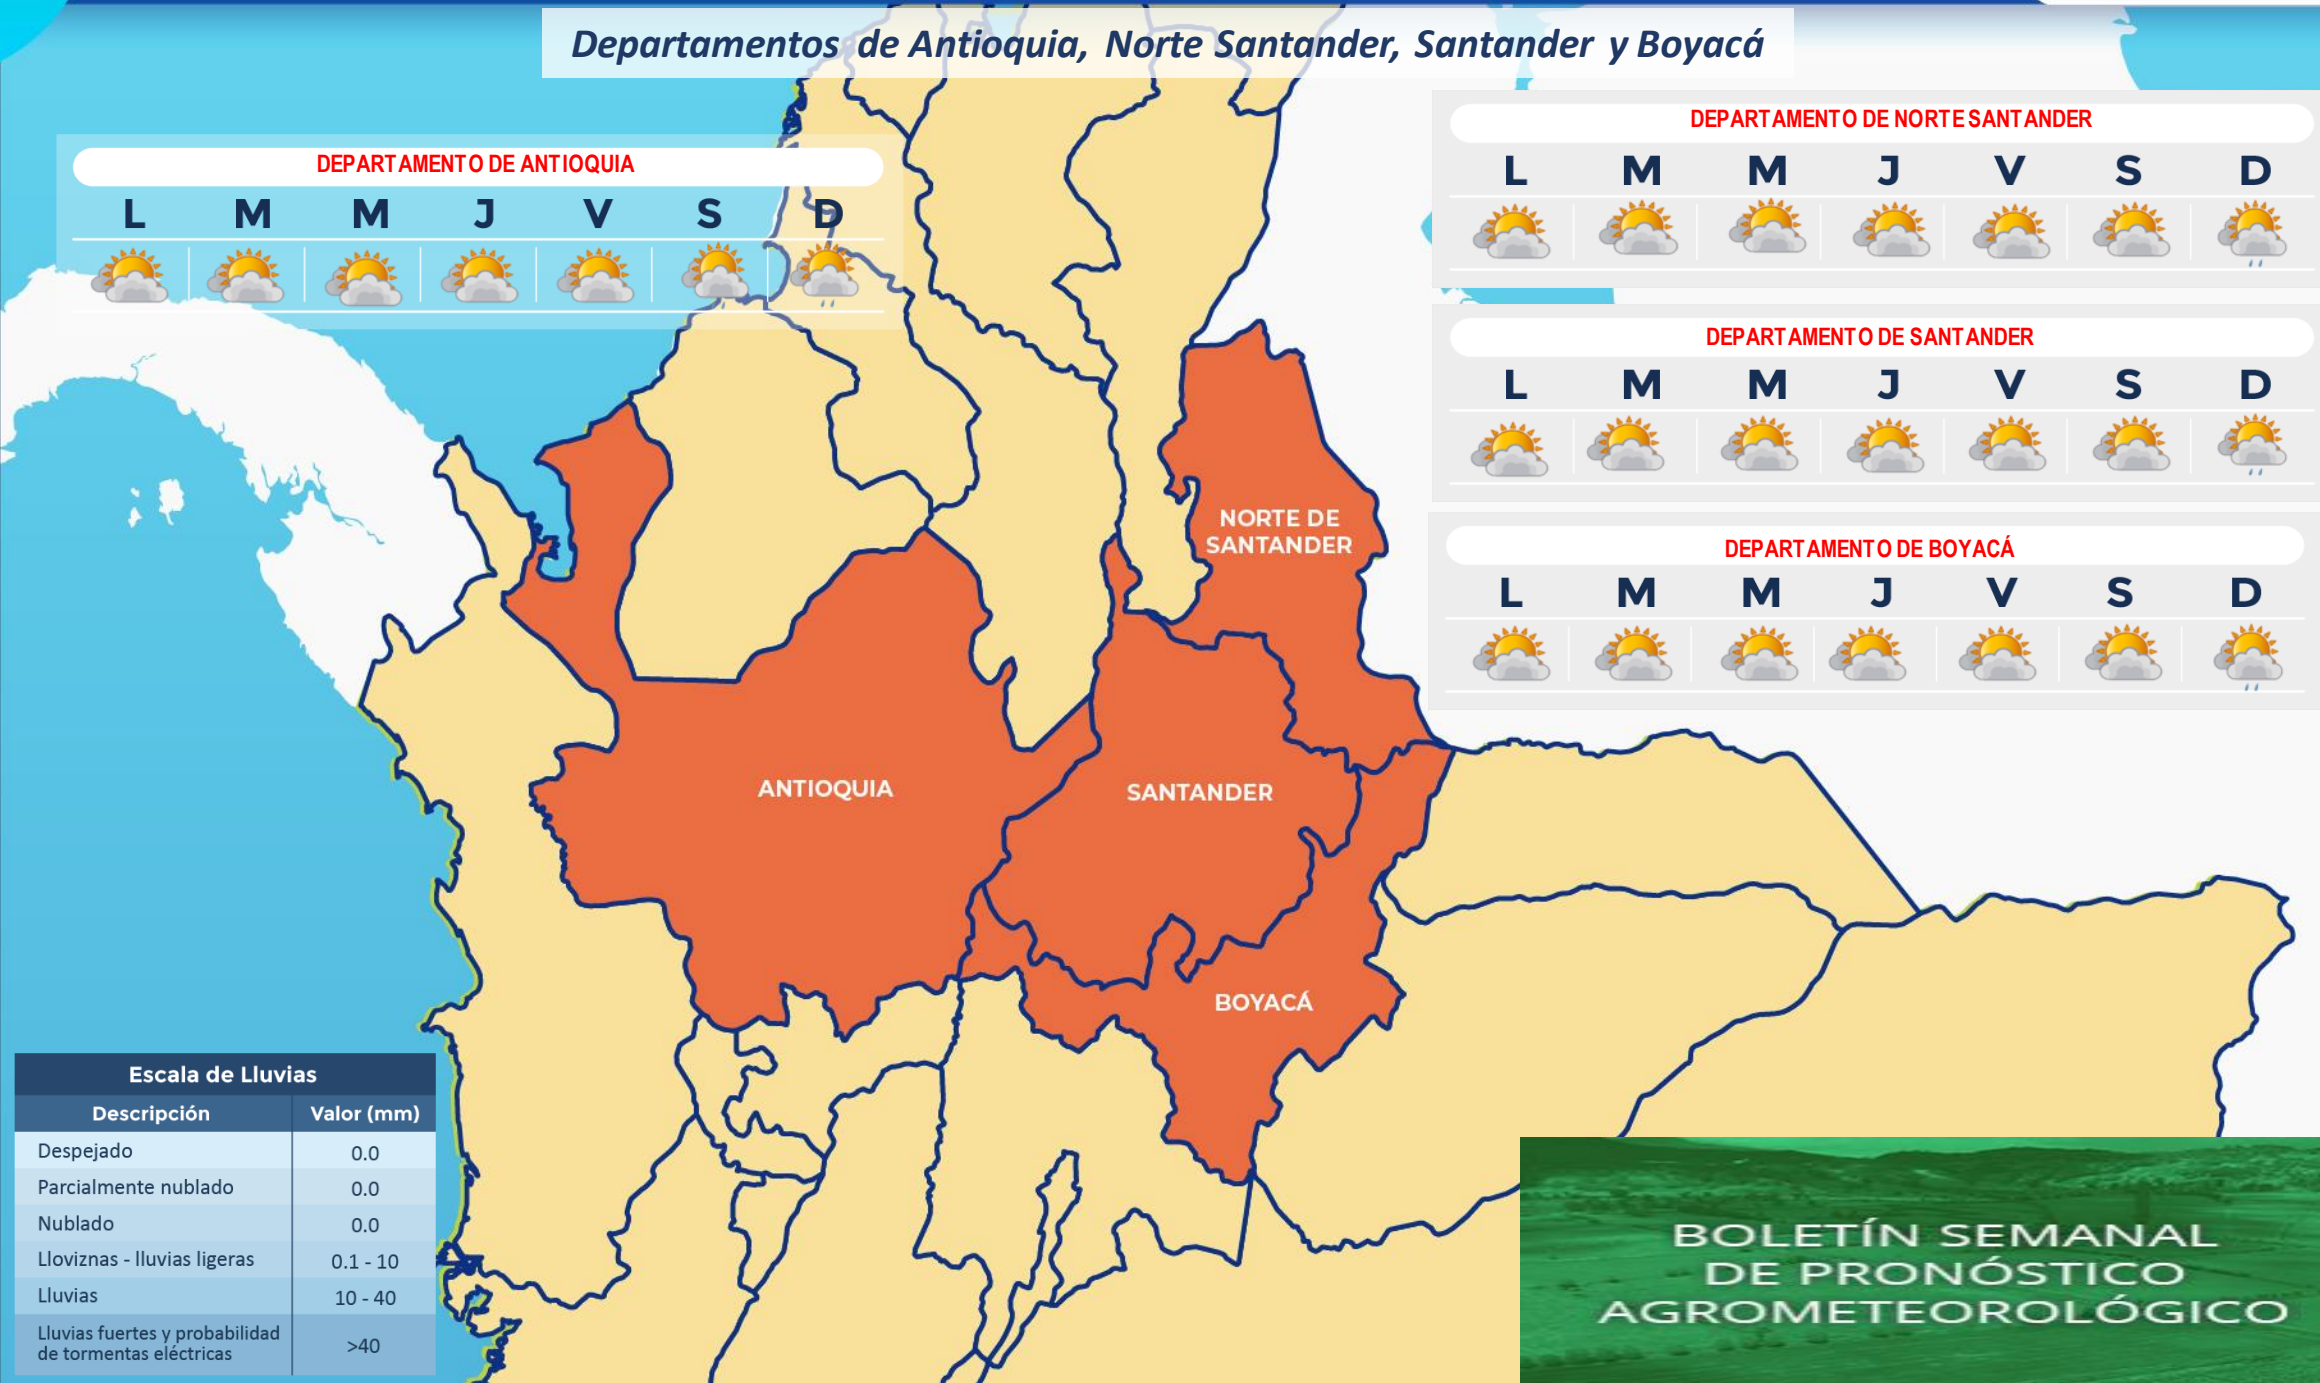 Departamentos de Antioquia, Norte Santander, Santander y Boyacá
DEPARTAMENTO DE ANTIOQUIA
L M M J V S D
DEPARTAMENTO DE NORTE SANTANDER
L M M J V S D
DEPARTAMENTO DE SANTANDER
L M M J V S D
DEPARTAMENTO DE BOYACÁ
L M M J V S D
NORTE DE
SANTANDER
ANTIOQUIA
SANTANDER
BOYACÁ
Escala de Lluvias
Descripción Valor (mm)
Despejado 0.0
Parcialmente nublado 0.0
Nublado 0.0
Lloviznas - lluvias ligeras 0.1 - 10
Lluvias 10 - 40
Lluvias fuertes y probabilidad
de tormentas eléctricas >40
BOLETÍN SEMANAL
DE PRONÓSTICO
AGROMETEOROLÓGICO